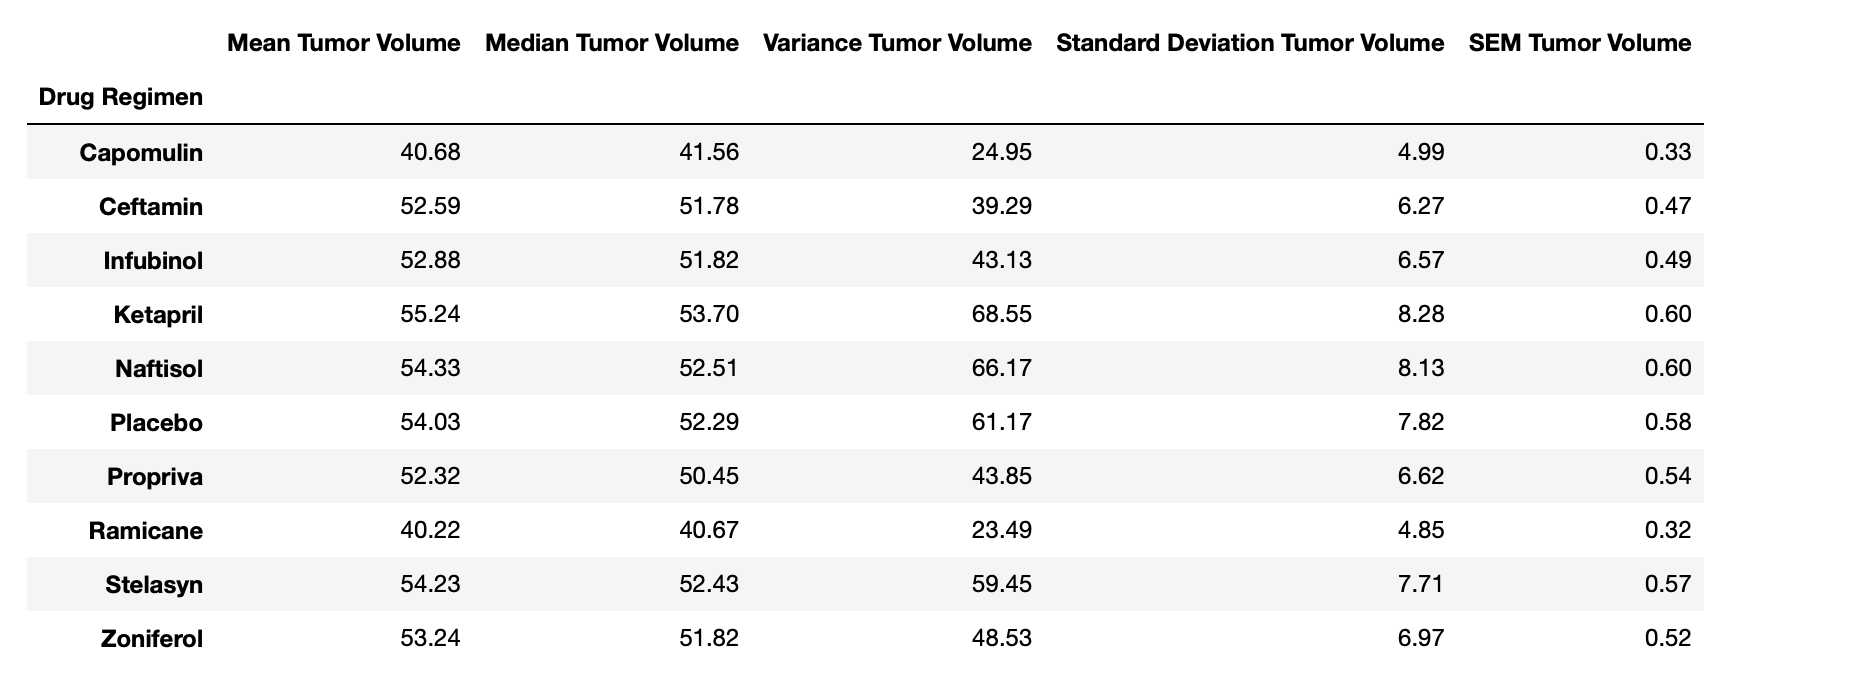 Mean Tumor Volume Median Tumor Volume Variance Tumor Volume Standard Deviation Tumor Volume SEM Tumor Volume
Drug Regimen
Capomulin 40.68 41.56 24.95 4.99 0.33
Ceftamin 52.59 51.78 39.29 6.27 0.47
Infubinol 52.88 51.82 43.13 6.57 0.49
Ketapril 55.24 53.70 68.55 8.28 0.60
Naftisol 54.33 52.51 66.17 8.13 0.60
Placebo 54.03 52.29 61.17 7.82 0.58
Propriva 52.32 50.45 43.85 6.62 0.54
Ramicane 40.22 40.67 23.49 4.85 0.32
Stelasyn 54.23 52.43 59.45 7.71 0.57
Zoniferol 53.24 51.82 48.53 6.97 0.52